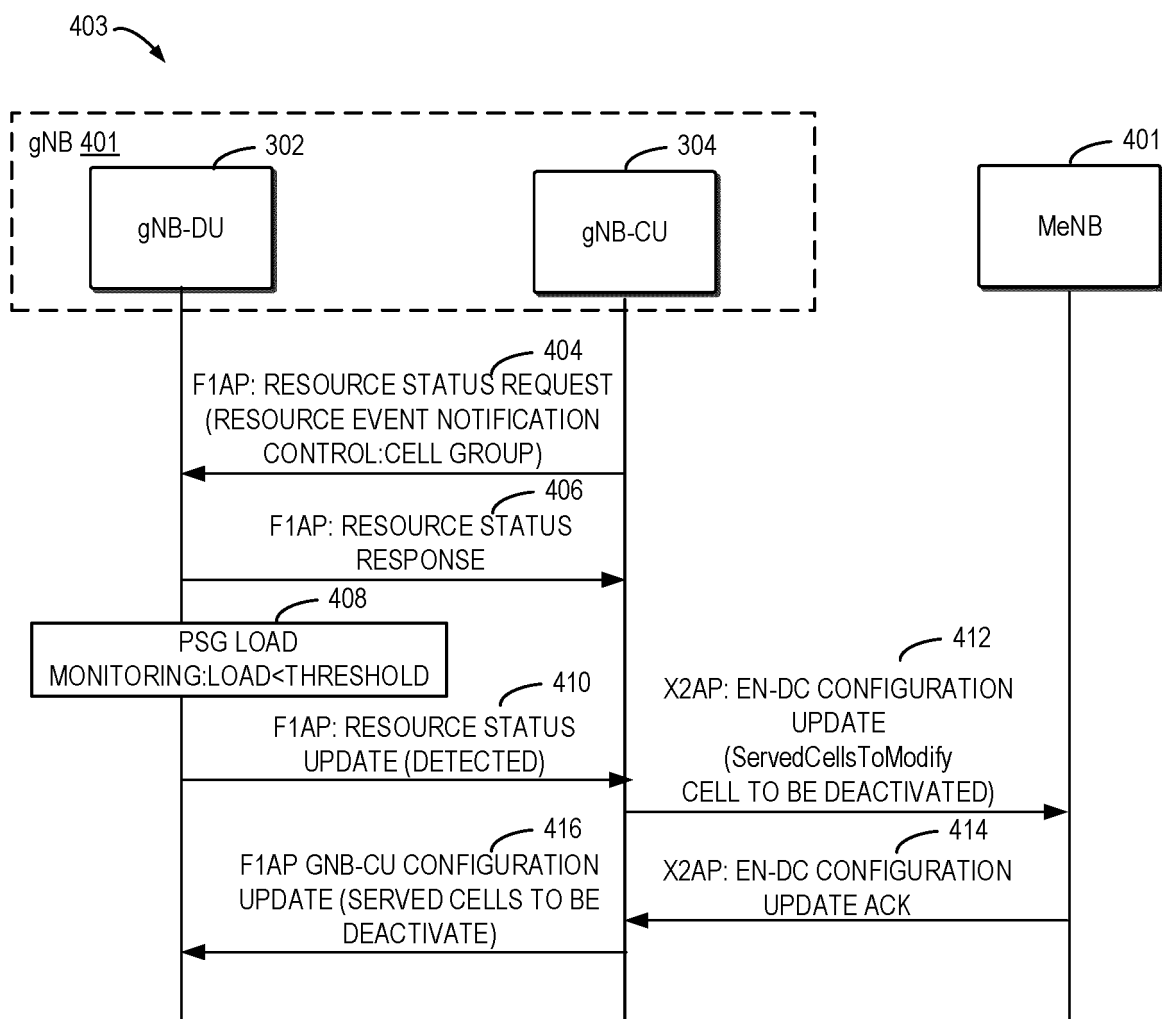 403
gNB 401
302
304
401
gNB-DU
gNB-CU
MeNB
404
F1AP: RESOURCE STATUS REQUEST
(RESOURCE EVENT NOTIFICATION
CONTROL:CELL GROUP)
406
F1AP: RESOURCE STATUS
RESPONSE
408
PSG LOAD
MONITORING:LOAD<THRESHOLD
410
F1AP: RESOURCE STATUS
UPDATE (DETECTED)
412
X2AP: EN-DC CONFIGURATION
UPDATE
(ServedCellsToModify
CELL TO BE DEACTIVATED)
414
X2AP: EN-DC CONFIGURATION
UPDATE ACK
416
F1AP GNB-CU CONFIGURATION
UPDATE (SERVED CELLS TO BE
DEACTIVATE)